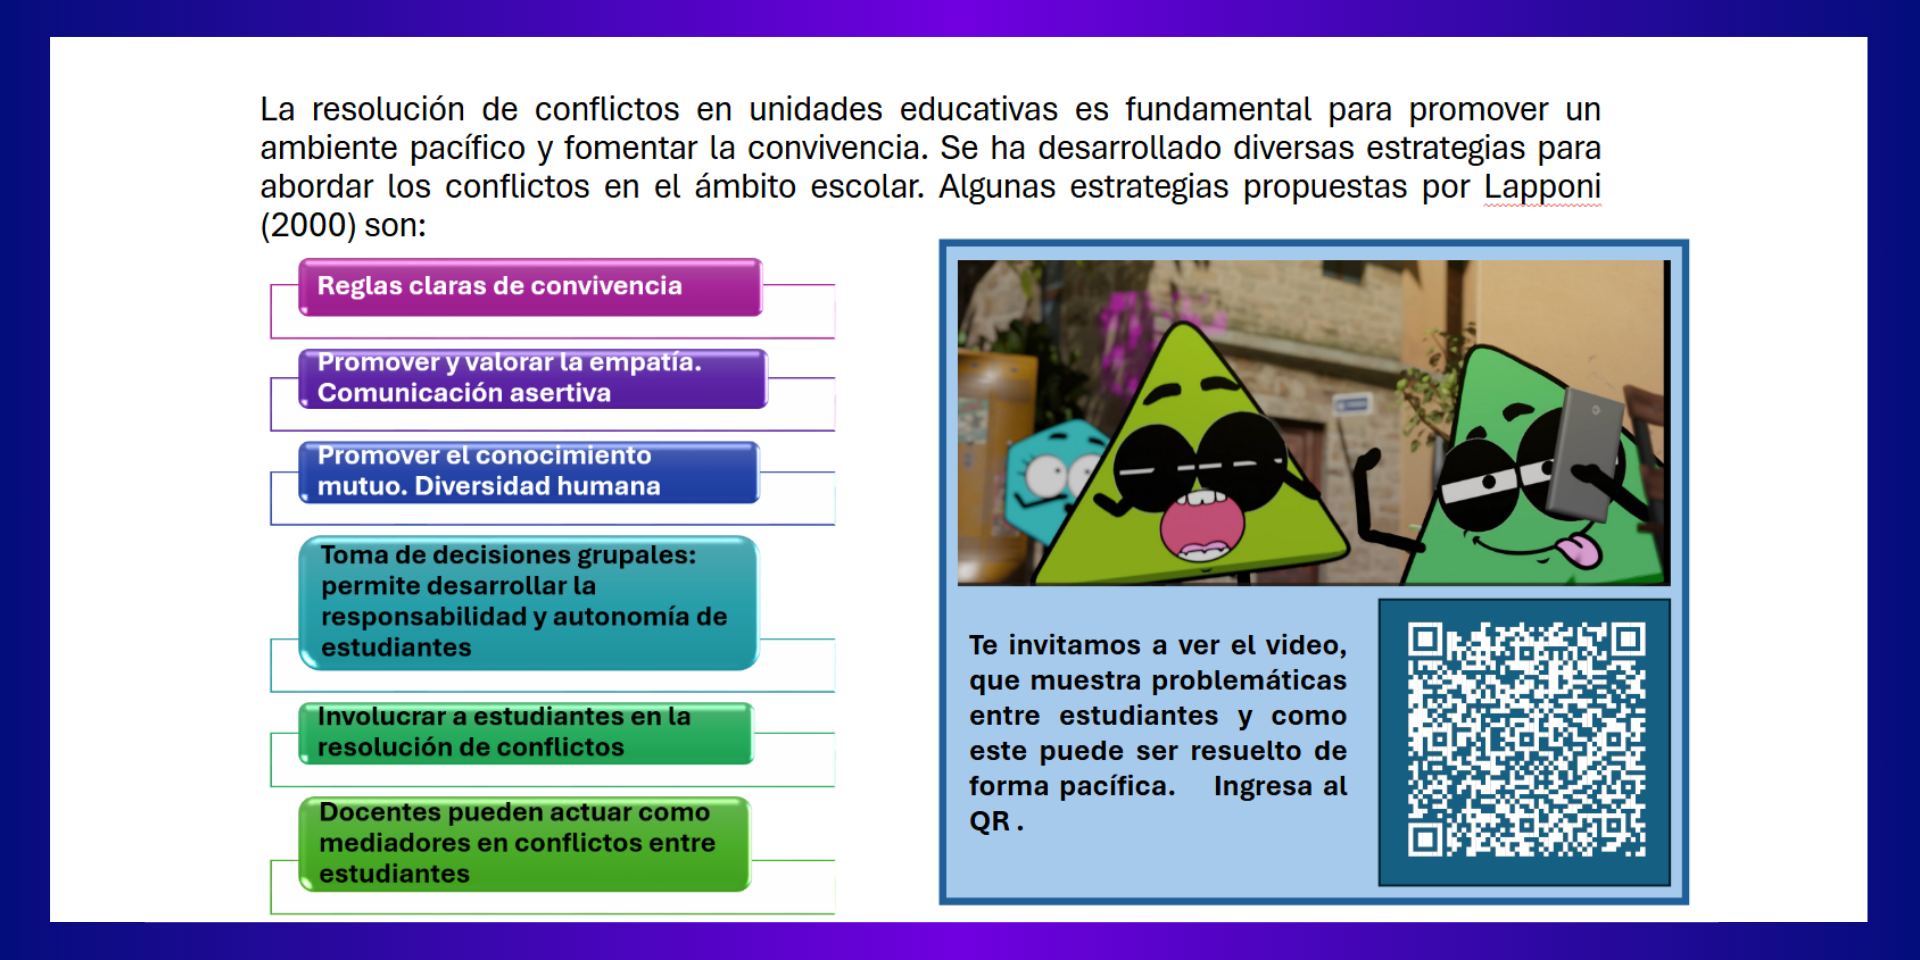 La resolución de conflictos en unidades educativas es fundamental para promover un
ambiente pacífico y fomentar la convivencia. Se ha desarrollado diversas estrategias para
abordar los conflictos en el ámbito escolar. Algunas estrategias propuestas por Lapponi
(2000) son:
Reglas claras de convivencia
Promover y valorar la empatía.
Comunicación asertiva
Promover el conocimiento
mutuo. Diversidad humana
Toma de decisiones grupales:
permite desarrollar la
responsabilidad y autonomía de
estudiantes
Involucrar a estudiantes en la
resolución de conflictos
Docentes pueden actuar como
mediadores en conflictos entre
estudiantes
Te invitamos a ver el video,
que muestra problemáticas
entre estudiantes y como
este puede ser resuelto de
forma pacífica. Ingresa al
QR .